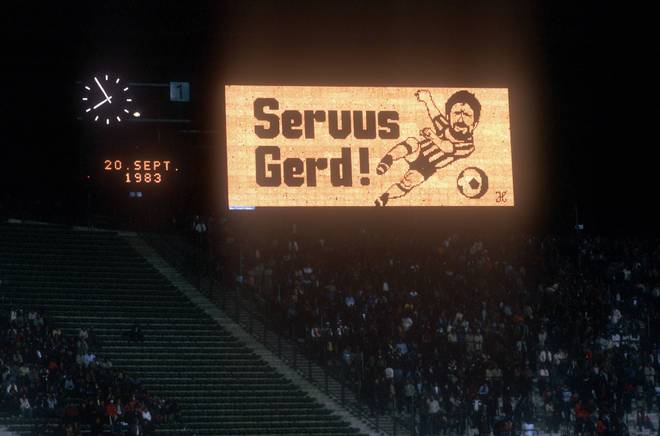 1
20.SEPT.
1983
Servus
Gerd!